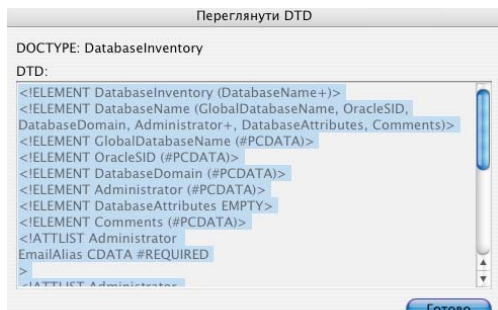 Переглянути DTD
DOCTYPE: DatabaseInventory
DTD:
<!ELEMENT DatabaseInventory (DatabaseName+)>
<!ELEMENT DatabaseName (GlobalDatabaseName, OracleSID,
DatabaseDomain, Administrator+, DatabaseAttributes, Comments)>
<!ELEMENT GlobalDatabaseName (#PCDATA)>
<!ELEMENT OracleSID (#PCDATA)>
<!ELEMENT DatabaseDomain (#PCDATA)>
<!ELEMENT Administrator (#PCDATA)>
<!ELEMENT DatabaseAttributes EMPTY>
<!ELEMENT Comments (#PCDATA)>
<!ATTLIST Administrator
EmailAlias CDATA #REQUIRED
>
<!ATTLIST Administrator
Готово